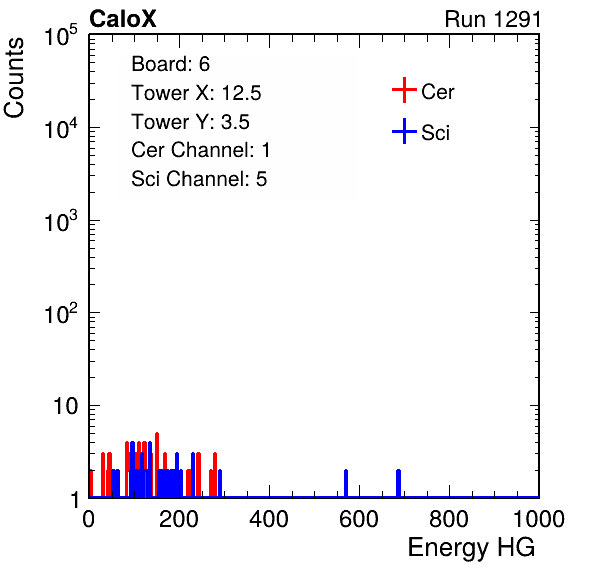 CaloX Run 1291
Counts
Board: 6
Tower X: 12.5
Tower Y: 3.5
Cer Channel: 1
Sci Channel: 5
Cer
Sci
10^5
10^4
10^3
10^2
10
1
0 200 400 600 800 1000
Energy HG